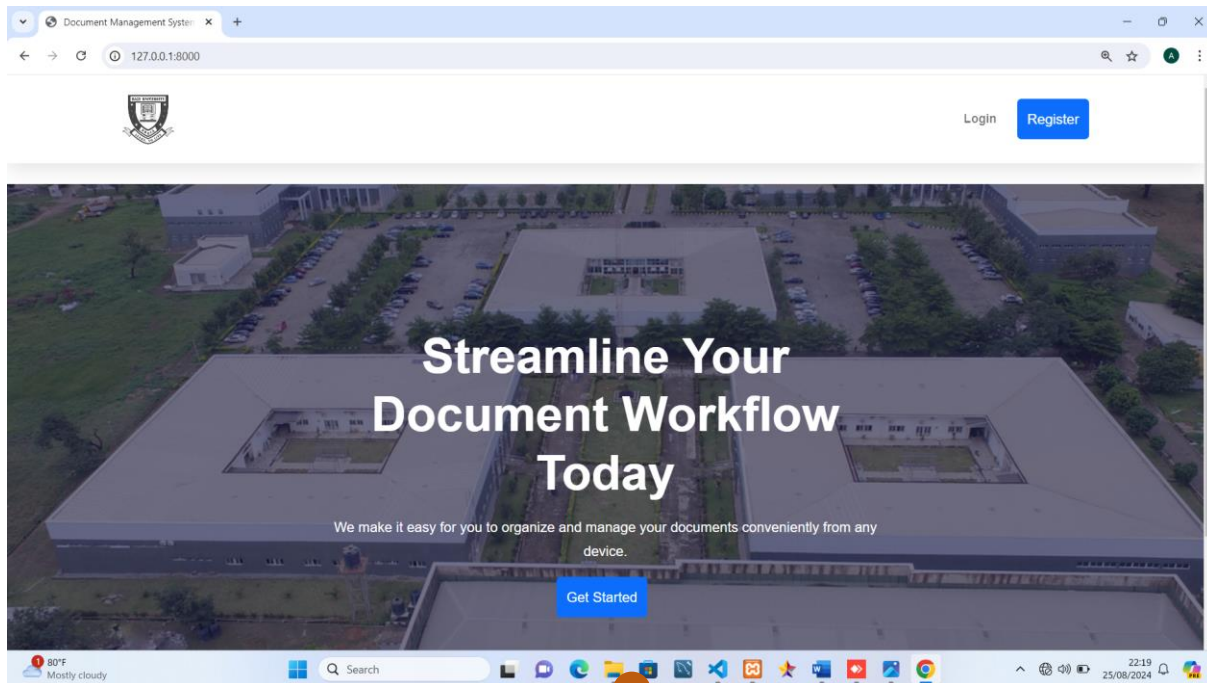 Document Management System
127.0.0.1:8000
A
Login
Register
Streamline Your
Document Workflow
Today
We make it easy for you to organize and manage your documents conveniently from any
device.
Get Started
1
80°F
Mostly cloudy
Search
22:19
25/08/2024